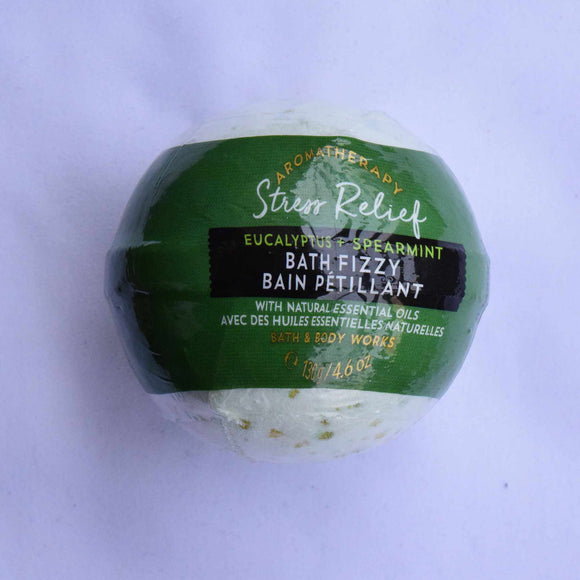 AROMATHERAPY
Stress Relief
EUCALYPTUS + SPEARMINT
BATH FIZZY
BAIN PÉTILLANT
WITH NATURAL ESSENTIAL OILS
AVEC DES HUILES ESSENTIELLES NATURELLES
BATH & BODY WORKS
℮ 130g/4.6 oz